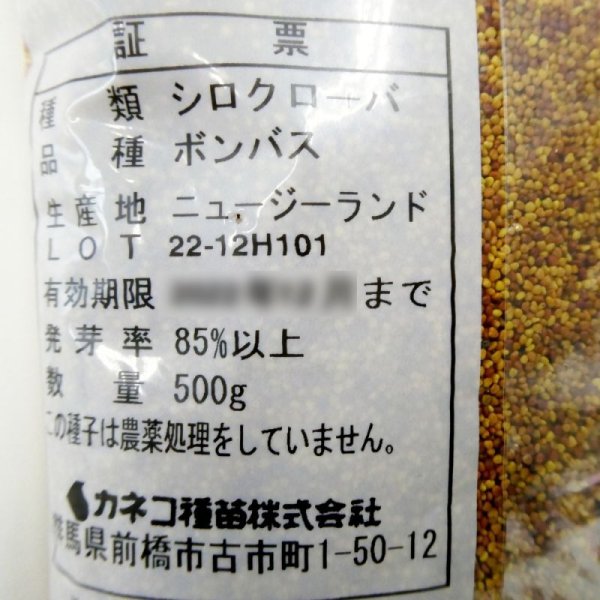 証 票
種 類 シロクローバ
品 種 ボンバス
生 産 地 ニュージーランド
L O T 22-12H101
有効期限 まで
発 芽 率 85%以上
数 量 500g
この種子は農薬処理をしていません。
カネコ種苗株式会社
群馬県前橋市古市町1-50-12